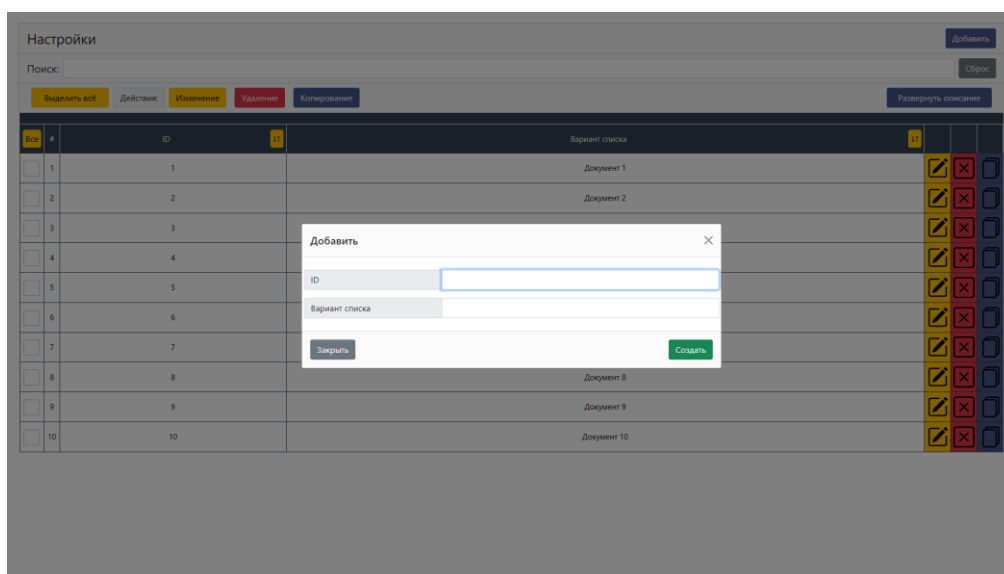 Настройки Добавить
Поиск: Сброс
Выделить всё Действия: Изменение Удаление Копирование Развернуть описание
Все # ID Вариант списка
1 1 Документ 1
2 2 Документ 2
3 3
4 4
5 5
6 6
7 7
8 8 Документ 8
9 9 Документ 9
10 10 Документ 10
Добавить
ID
Вариант списка
Закрыть Создать